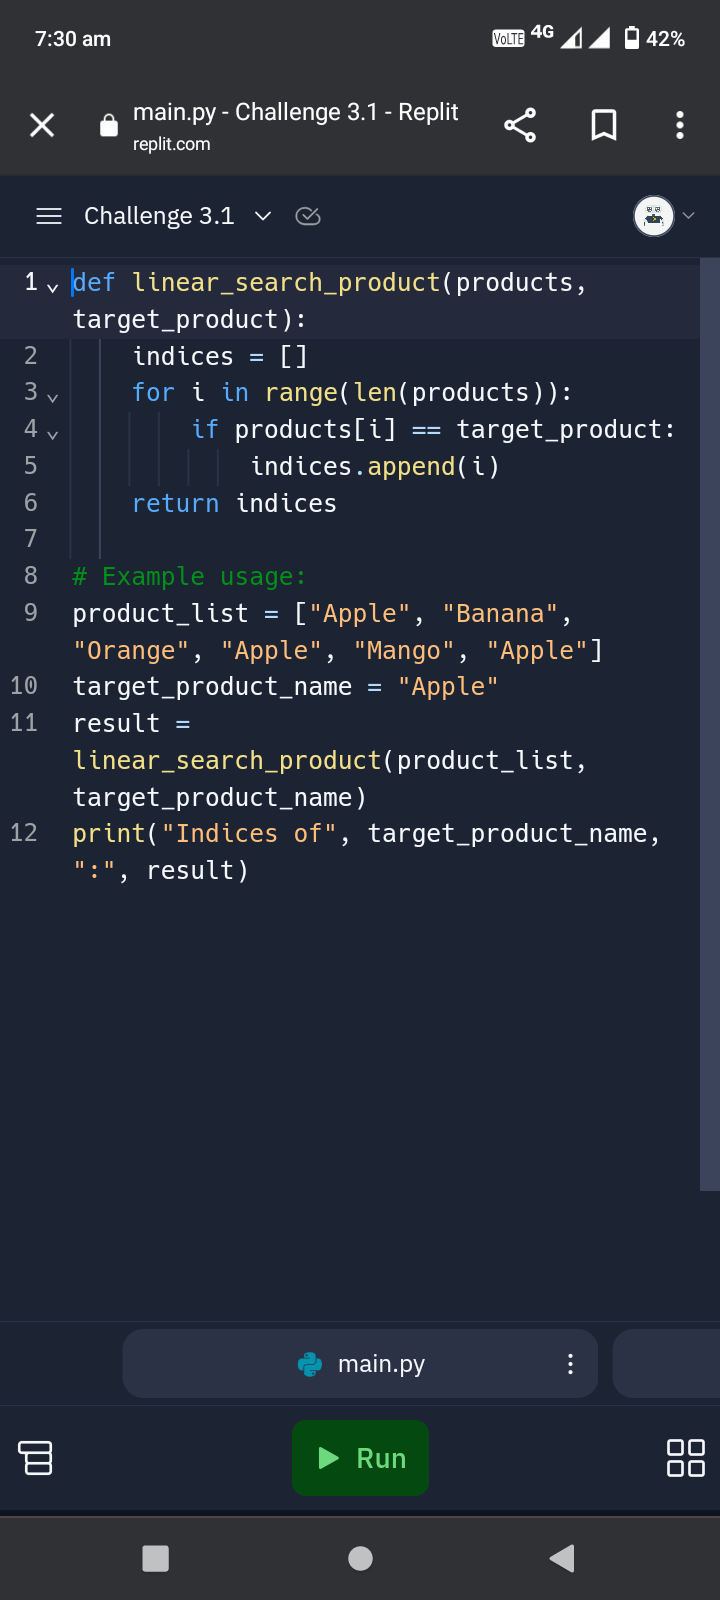 7:30 am VoLTE 4G 42%
main.py - Challenge 3.1 - Replit
replit.com
Challenge 3.1
1 def linear_search_product(products,
target_product):
2     indices = []
3     for i in range(len(products)):
4         if products[i] == target_product:
5             indices.append(i)
6     return indices
7
8 # Example usage:
9 product_list = ["Apple", "Banana",
"Orange", "Apple", "Mango", "Apple"]
10 target_product_name = "Apple"
11 result =
linear_search_product(product_list,
target_product_name)
12 print("Indices of", target_product_name,
":", result)
main.py
Run